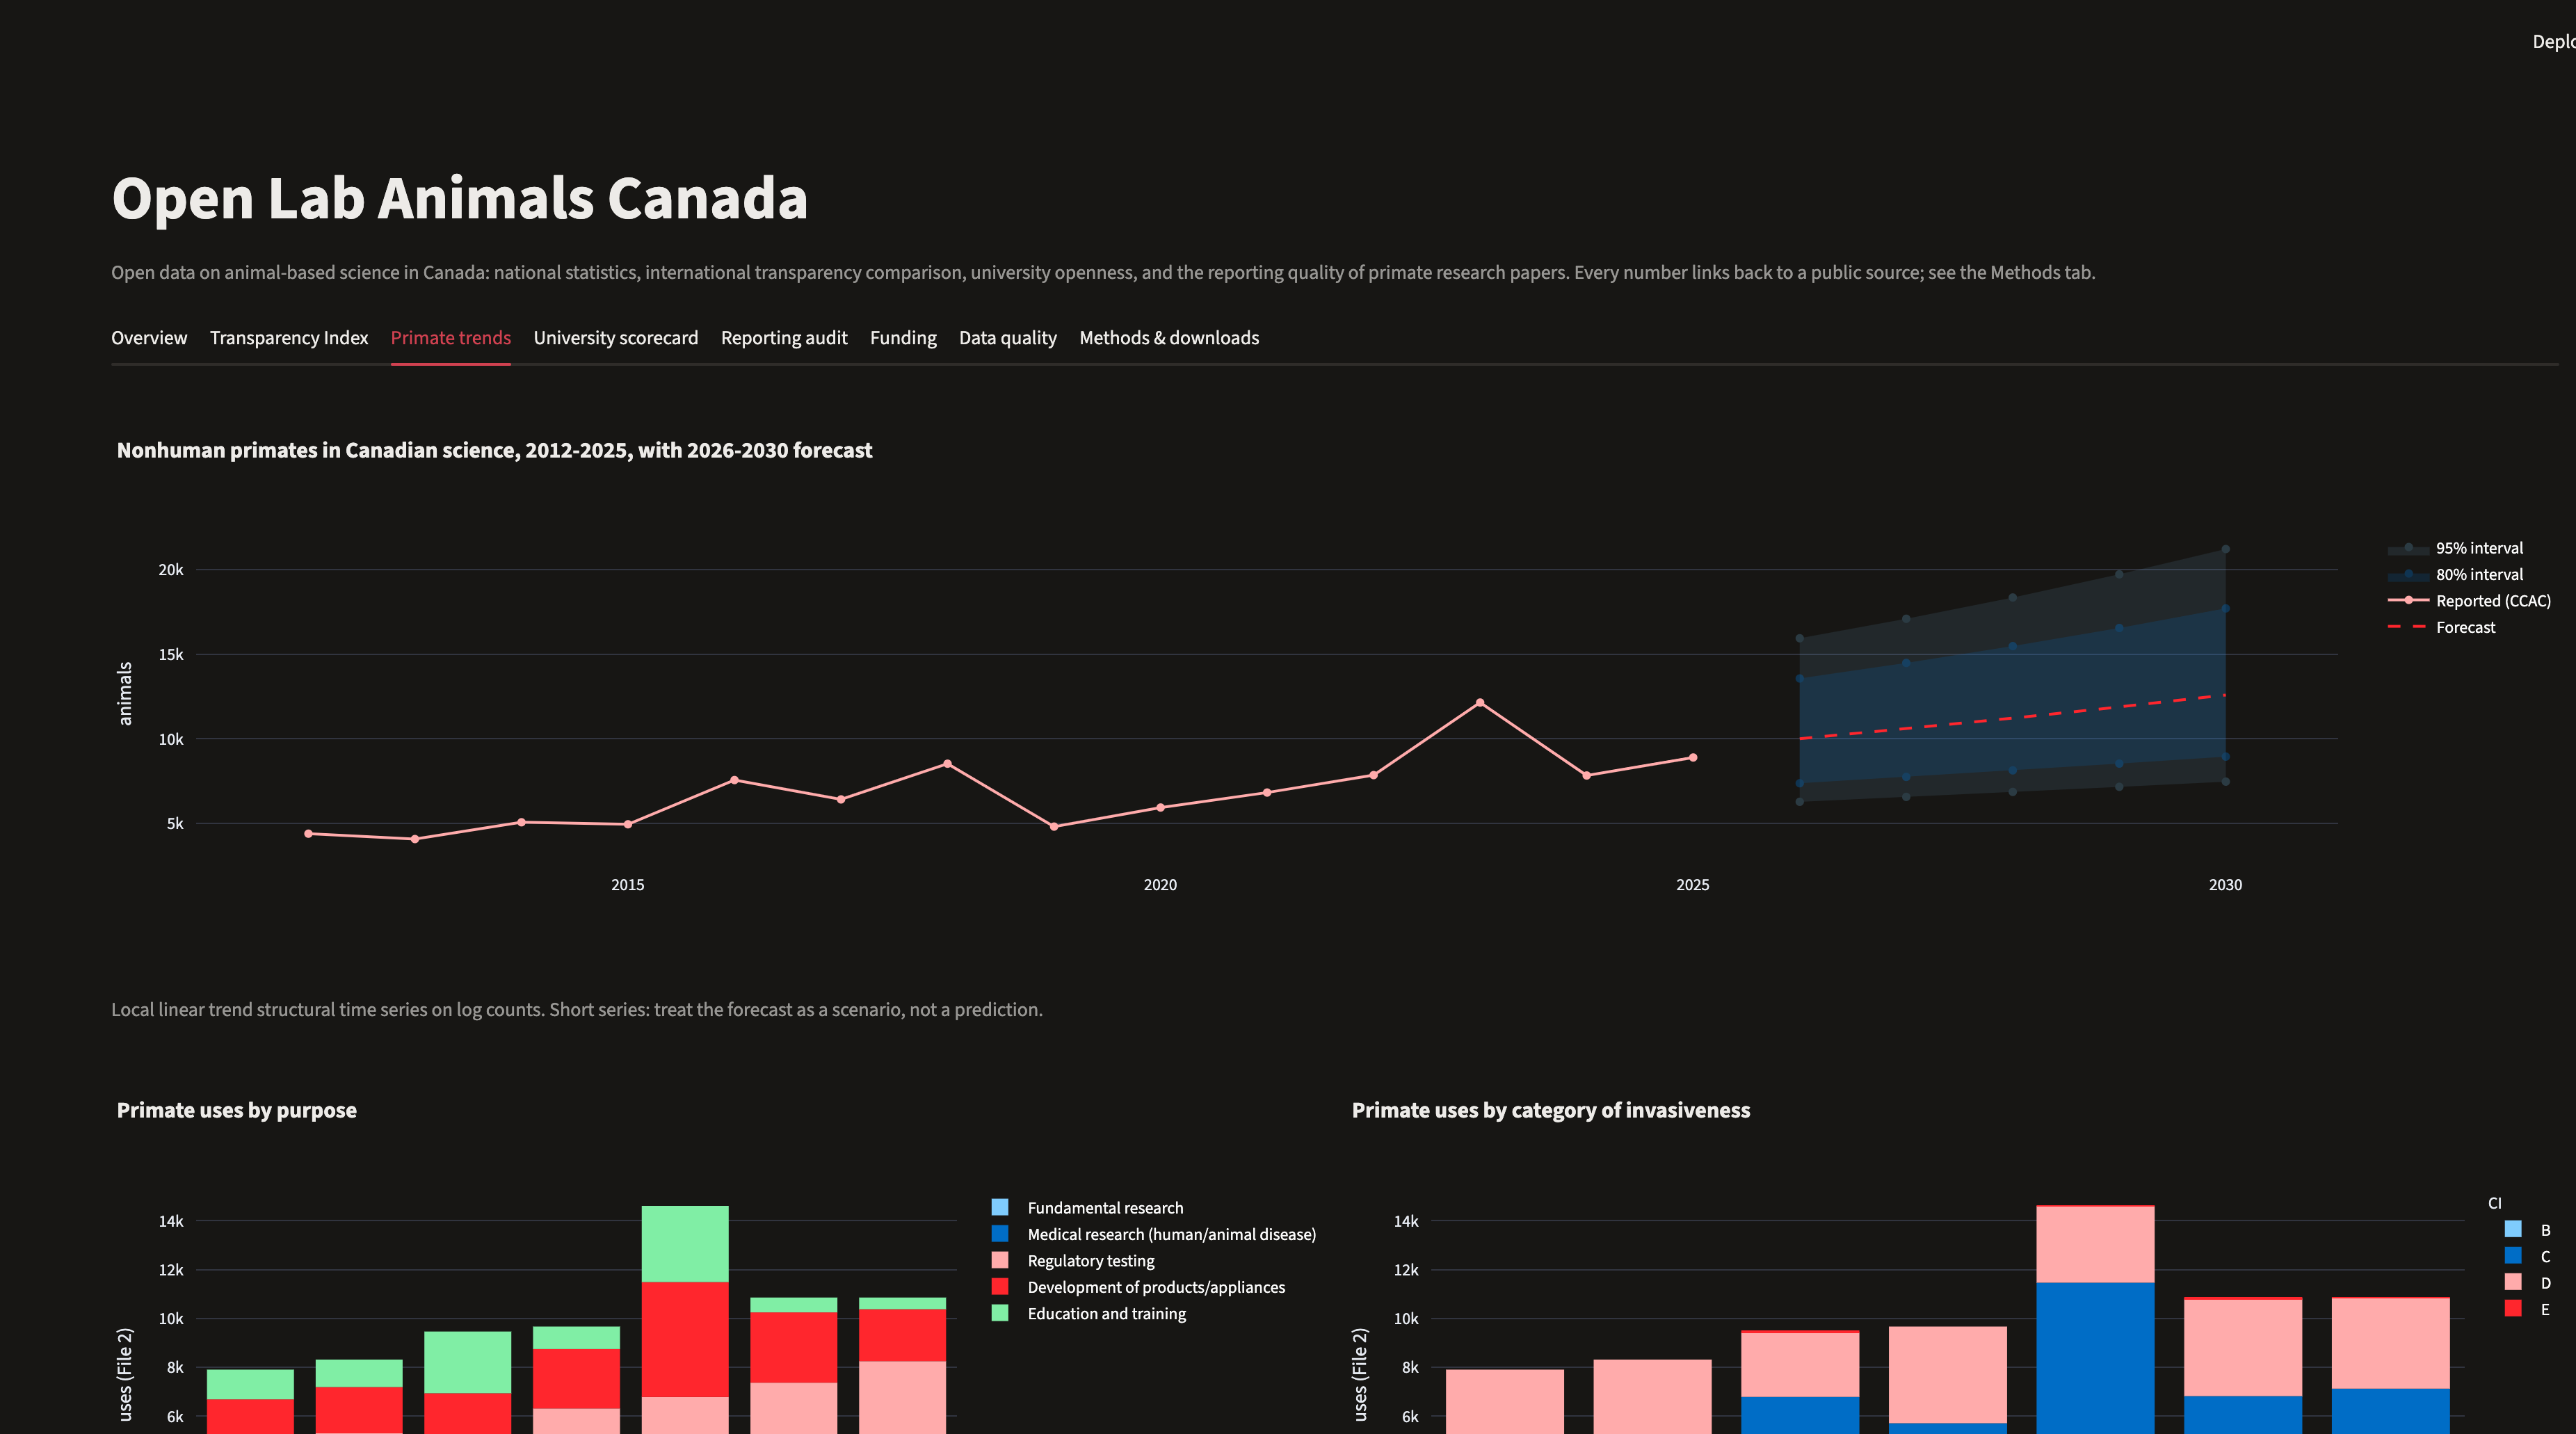 Open Lab Animals Canada
Open data on animal-based science in Canada: national statistics, international transparency comparison, university openness, and the reporting quality of primate research papers. Every number links back to a public source; see the Methods tab.
Overview Transparency Index Primate trends University scorecard Reporting audit Funding Data quality Methods & downloads
Nonhuman primates in Canadian science, 2012-2025, with 2026-2030 forecast
95% interval
80% interval
Reported (CCAC)
Forecast
20k
15k
10k
5k
animals
2015 2020 2025 2030
Local linear trend structural time series on log counts. Short series: treat the forecast as a scenario, not a prediction.
Primate uses by purpose
14k
12k
10k
8k
6k
uses (File 2)
Fundamental research
Medical research (human/animal disease)
Regulatory testing
Development of products/appliances
Education and training
Primate uses by category of invasiveness
14k
12k
10k
8k
6k
uses (File 2)
CI
B
C
D
E